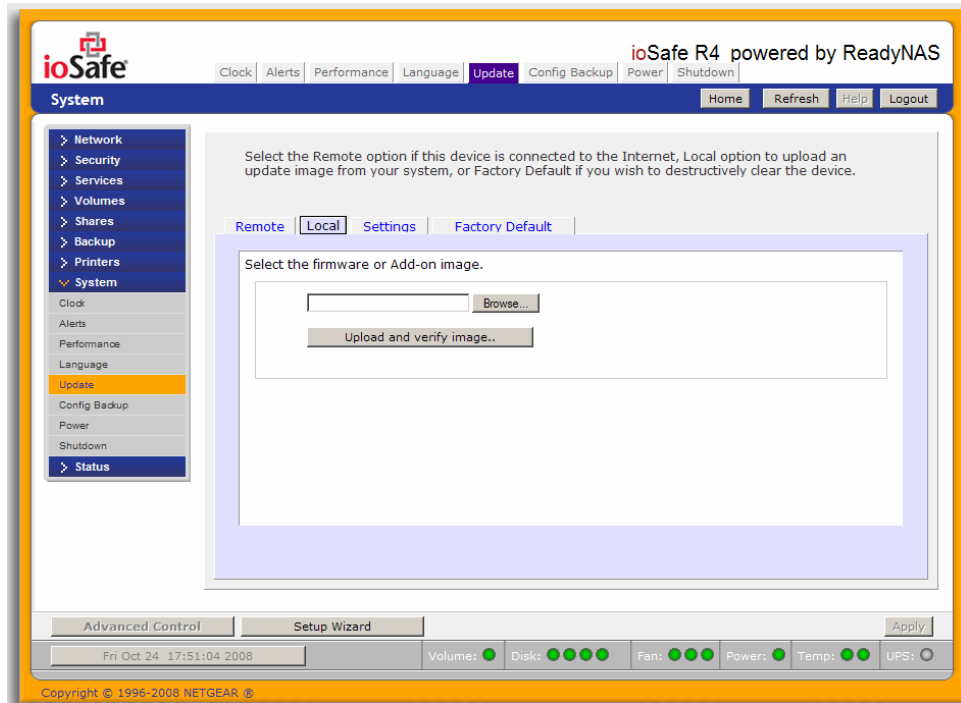 ioSafe
ioSafe R4 powered by ReadyNAS
Clock Alerts Performance Language Update Config Backup Power Shutdown
System
Home Refresh Help Logout
Network
Security
Services
Volumes
Shares
Backup
Printers
System
Clock
Alerts
Performance
Language
Update
Config Backup
Power
Shutdown
Status
Select the Remote option if this device is connected to the Internet, Local option to upload an
update image from your system, or Factory Default if you wish to destructively clear the device.
Remote Local Settings Factory Default
Select the firmware or Add-on image.
Browse...
Upload and verify image..
Advanced Control Setup Wizard Apply
Fri Oct 24 17:51:04 2008 Volume: Disk: Fan: Power: Temp: UPS:
Copyright © 1996-2008 NETGEAR ®